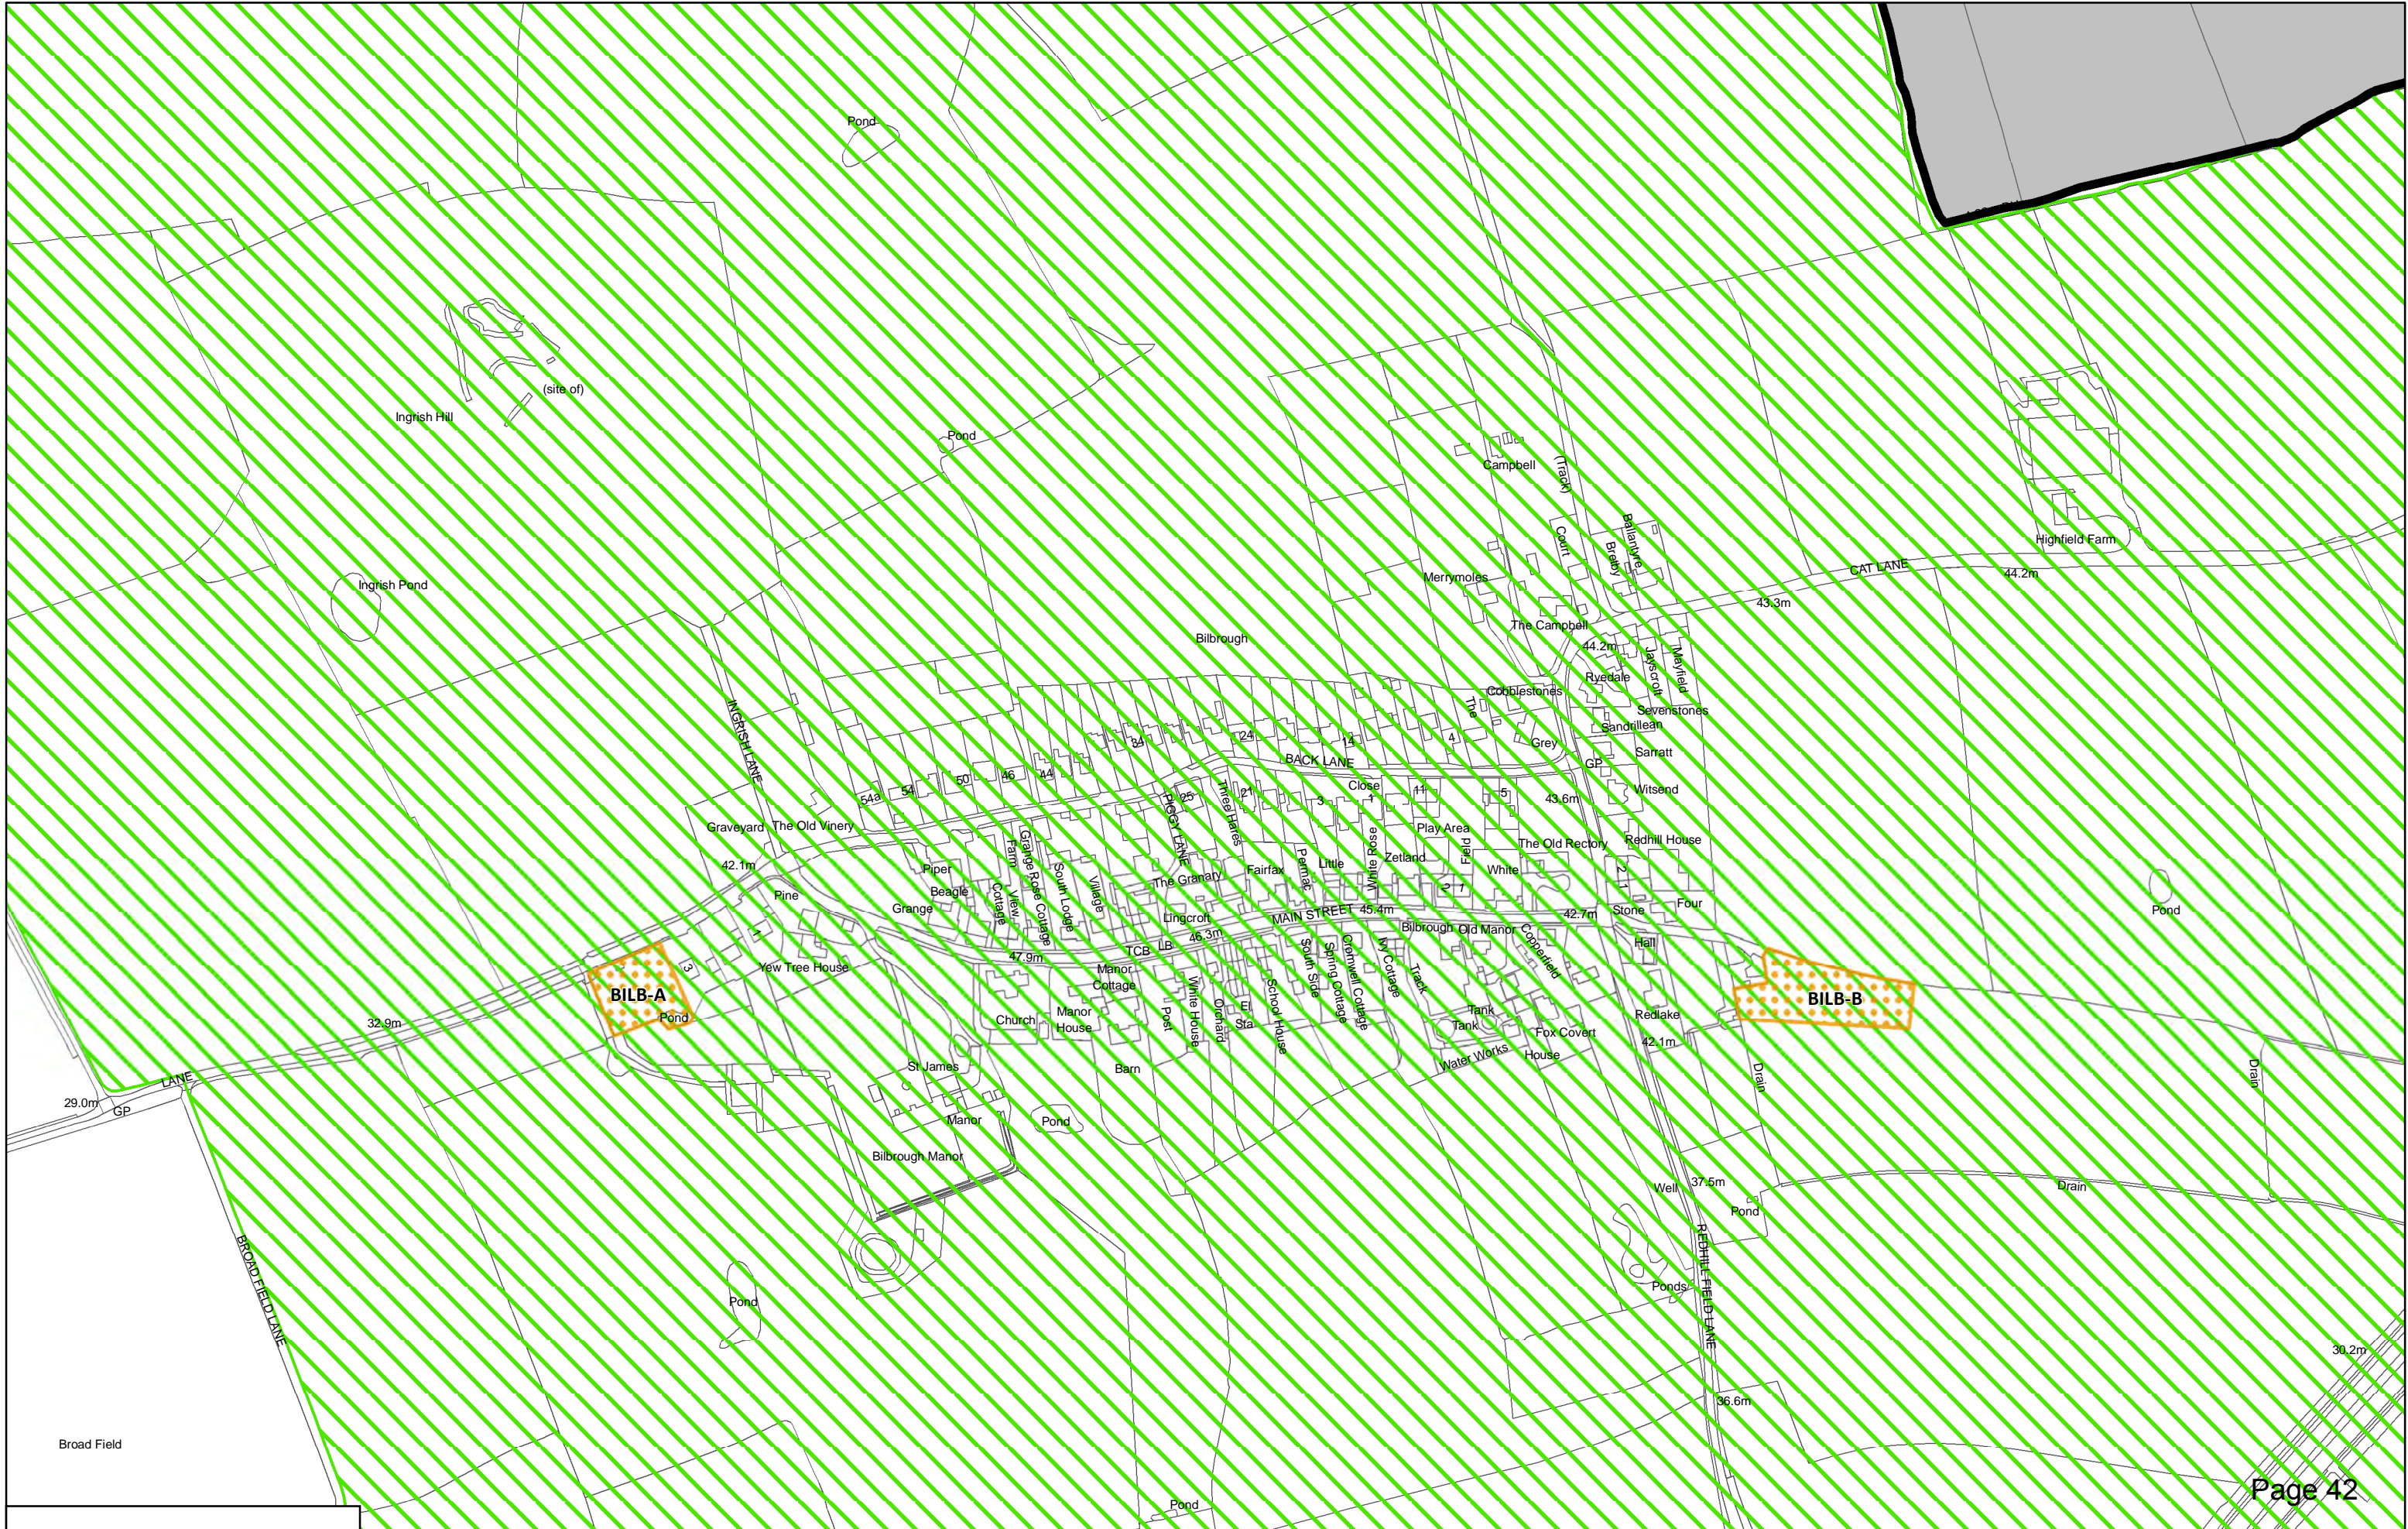 Pond
(site of)
Ingrish Hill
Pond
Campbell
(Track)
Court
Brelby
Ballantyre
Highfield Farm
CAT LANE
44.2m
43.3m
Ingrish Pond
Merrymoles
The Campbell
Bilbrough
44.2m
Jayscroft
Mayfield
Ryedale
Cobblestones
The
Sevenstones
Sandrillean
INGRISH LANE
34
24
14
4
Grey
Sarratt
BACK LANE
GP
50
46
44
54a
54
Close
25
21
3
1
11
5
43.6m
Witsend
PIGGY LANE
Three Hares
Graveyard
The Old Vinery
Play Area
The Old Rectory
Redhill House
42.1m
Piper
Farm
Grange Rose Cottage
South Lodge
Village
The Granary
Fairfax
Permac
Little
White Rose
Zetland
Field
White
2
1
2
1
Pine
Beagle
Cottage
View
Grange
Lingcroft
MAIN STREET
45.4m
42.7m
Stone
Four
Pond
1
Bilbrough
Old Manor
Copperfield
Hall
46.3m
TCB
LB
47.9m
3
Yew Tree House
Manor
Cottage
BILB-A
BILB-B
Pond
32.9m
Church
Manor
House
Post
White House
Orchard
El
Sta
School House
South Side
Spring Cottage
Cromwell Cottage
Ivy Cottage
Track
Tank
Tank
Fox Covert
Redlake
42.1m
Water Works
House
St James
Barn
Drain
Drain
LANE
29.0m
GP
Manor
Pond
Bilbrough Manor
Well
37.5m
Drain
Pond
BROAD FIELD LANE
REDHILL FIELD LANE
Pond
Ponds
30.2m
36.6m
Broad Field
Page 42
Pond